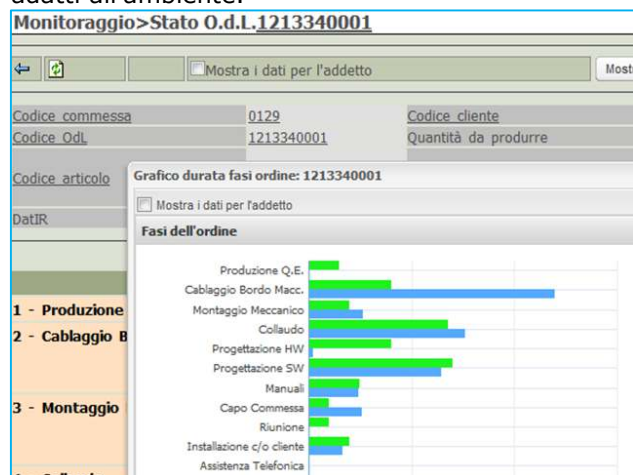 adatti all'ambiente.
Monitoraggio>Stato O.d.L.1213340001
Mostra i dati per l'addetto
Codice commessa 0129 Codice cliente
Codice OdL 1213340001 Quantità da produrre
Codice articolo
Grafico durata fasi ordine: 1213340001
Mostra i dati per l'addetto
DatIR
Fasi dell'ordine
Produzione Q.E.
Cablaggio Bordo Macc.
1 - Produzione
Montaggio Meccanico
Collaudo
2 - Cablaggio B
Progettazione HW
Progettazione SW
Manuali
3 - Montaggio
Capo Commessa
Riunione
Installazione c/o cliente
Assistenza Telefonica